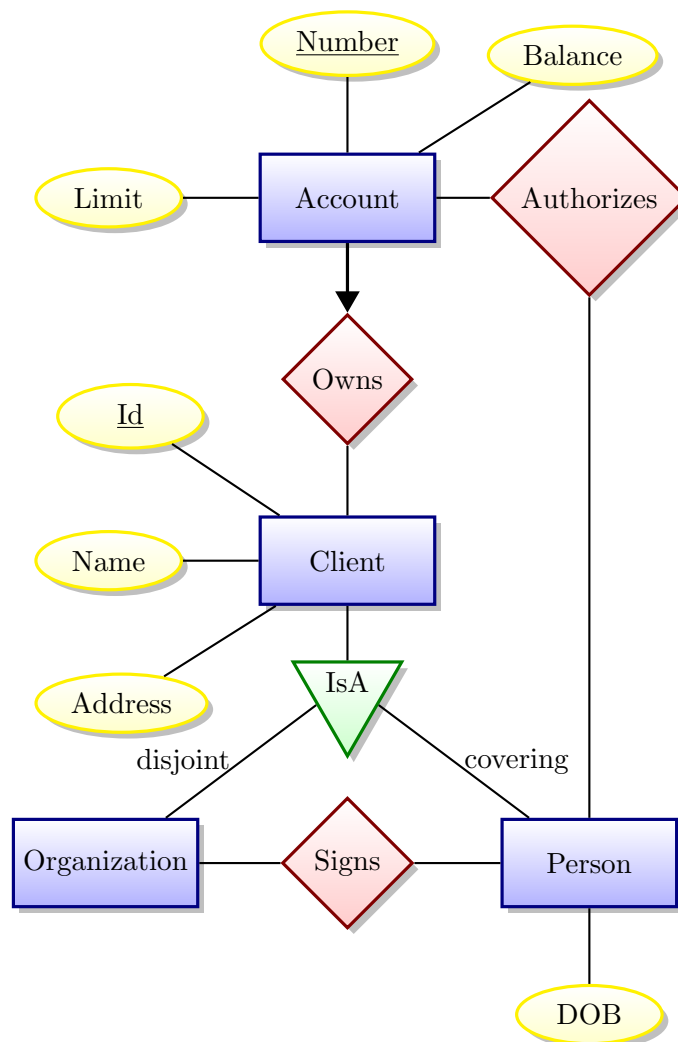 Number
Balance
Limit
Account
Authorizes
Owns
Id
Name
Client
Address
IsA
disjoint
covering
Organization
Signs
Person
DOB